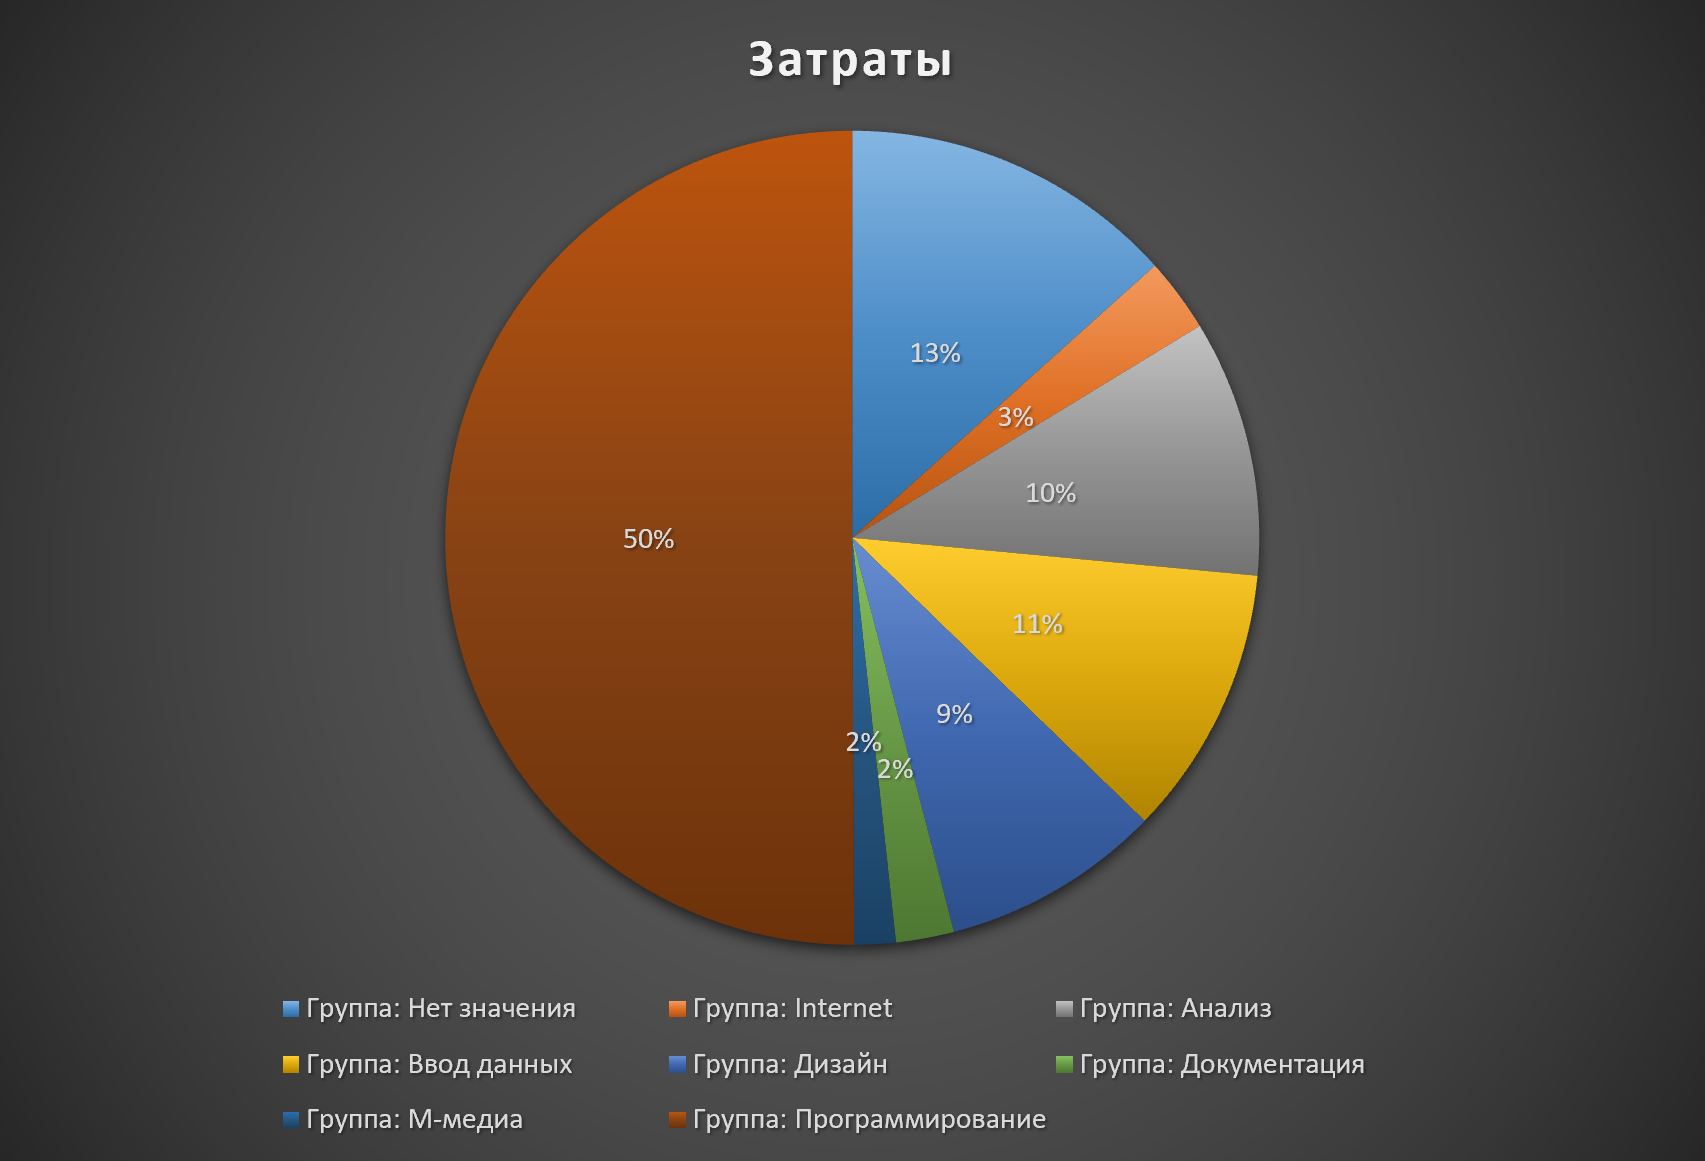 Затраты
13%
3%
10%
50%
11%
9%
2%
2%
Группа: Нет значения
Группа: Internet
Группа: Анализ
Группа: Ввод данных
Группа: Дизайн
Группа: Документация
Группа: М-медиа
Группа: Программирование